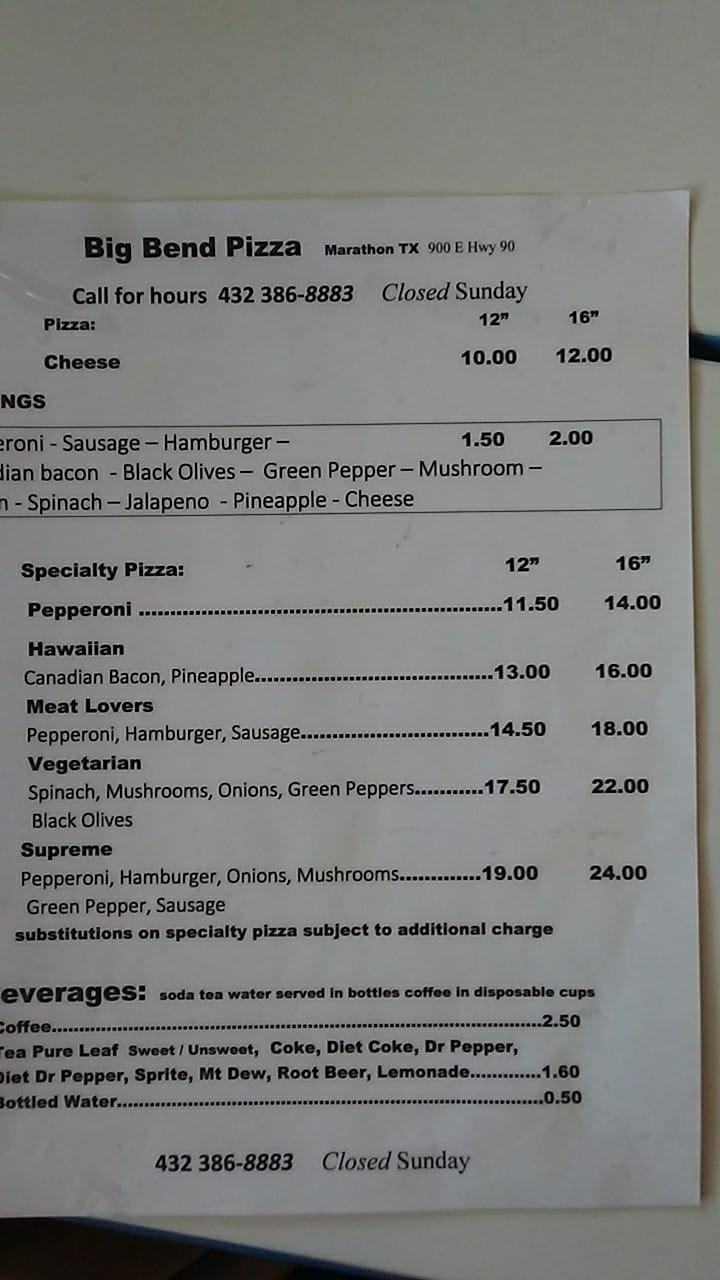 Big Bend Pizza Marathon TX 900 E Hwy 90
Call for hours 432 386-8883 Closed Sunday
Pizza: 12” 16”
Cheese 10.00 12.00
NGS
eroni - Sausage – Hamburger – 1.50 2.00
dian bacon - Black Olives – Green Pepper – Mushroom –
n - Spinach – Jalapeno - Pineapple - Cheese
Specialty Pizza: 12” 16”
Pepperoni ..........................................................11.50 14.00
Hawaiian
Canadian Bacon, Pineapple......................................13.00 16.00
Meat Lovers
Pepperoni, Hamburger, Sausage..............................14.50 18.00
Vegetarian
Spinach, Mushrooms, Onions, Green Peppers...........17.50 22.00
Black Olives
Supreme
Pepperoni, Hamburger, Onions, Mushrooms.............19.00 24.00
Green Pepper, Sausage
substitutions on specialty pizza subject to additional charge
everages: soda tea water served in bottles coffee in disposable cups
Coffee..............................................................................2.50
Tea Pure Leaf Sweet / Unsweet, Coke, Diet Coke, Dr Pepper,
Diet Dr Pepper, Sprite, Mt Dew, Root Beer, Lemonade............1.60
Bottled Water....................................................................0.50
432 386-8883 Closed Sunday